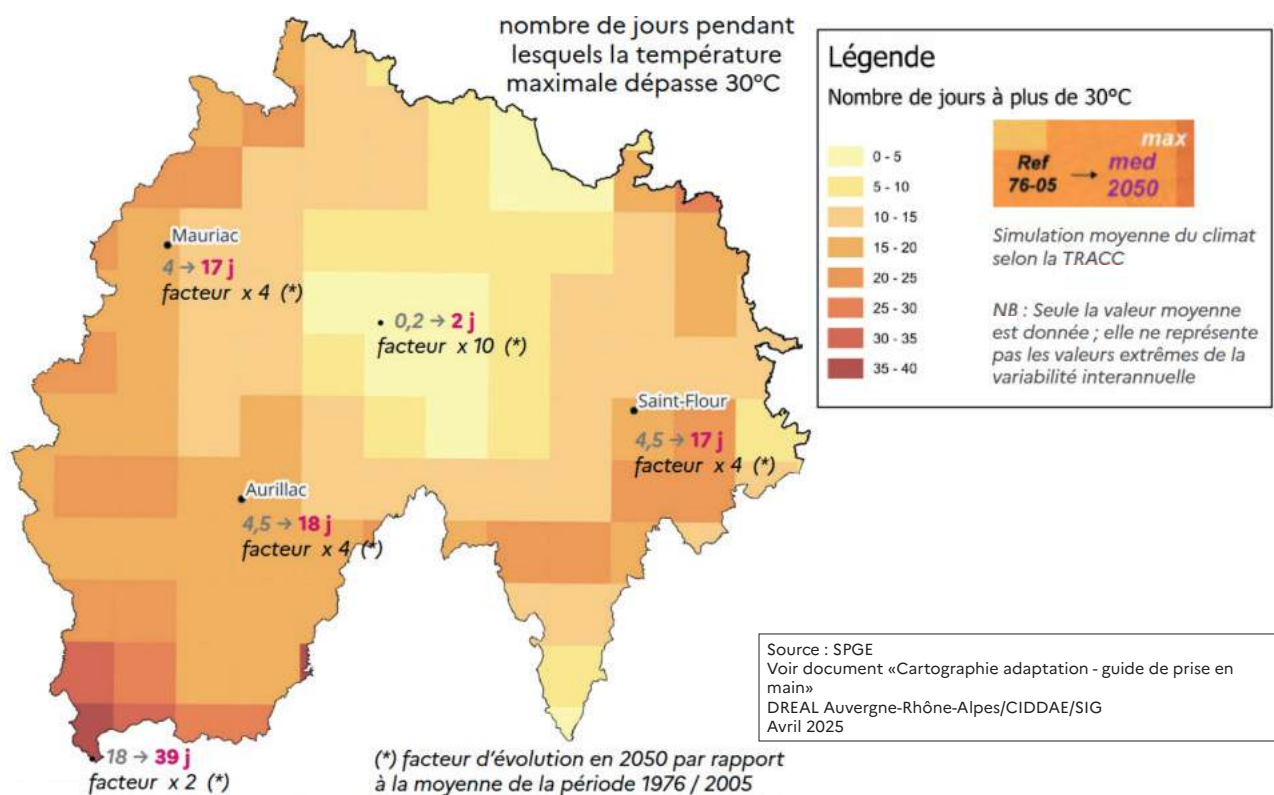 nombre de jours pendant
lesquels la température
maximale dépasse 30°C
Légende
Nombre de jours à plus de 30°C
0 - 5
5 - 10
10 - 15
15 - 20
20 - 25
25 - 30
30 - 35
35 - 40
max
Ref
76-05
→ med
2050
Simulation moyenne du climat
selon la TRACC
NB : Seule la valeur moyenne
est donnée ; elle ne représente
pas les valeurs extrêmes de la
variabilité interannuelle
Mauriac
4 → 17 j
facteur x 4 (*)
0,2 → 2 j
facteur x 10 (*)
Saint-Flour
4,5 → 17 j
facteur x 4 (*)
Aurillac
4,5 → 18 j
facteur x 4 (*)
18 → 39 j
facteur x 2 (*)
(*) facteur d'évolution en 2050 par rapport
à la moyenne de la période 1976 / 2005
Source : SPGE
Voir document «Cartographie adaptation - guide de prise en
main»
DREAL Auvergne-Rhône-Alpes/CIDDAE/SIG
Avril 2025